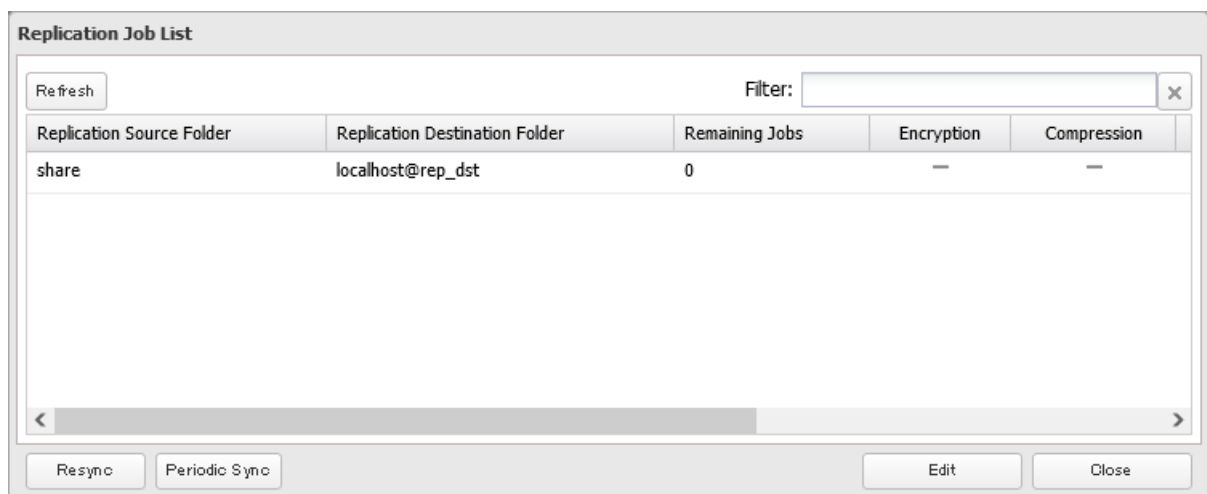 Replication Job List
Refresh Filter:
Replication Source Folder Replication Destination Folder Remaining Jobs Encryption Compression
share localhost@rep_dst 0 — —
Resync Periodic Sync Edit Close